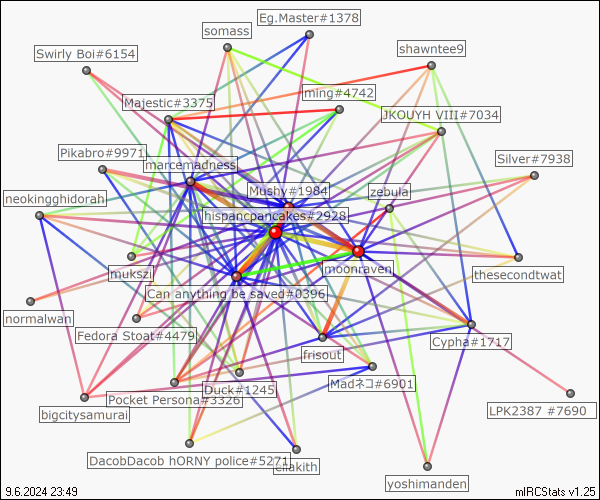 Eg.Master#1378
somass
shawntee9
Swirly Boi#6154
ming#4742
Majestic#3375
JKOUYH VIII#7034
Pikabro#9971
marcemadness
Silver#7938
Mushy#1984
zebula
neokingghidorah
hispancpancakes#2928
mukszi
moonraven
thesecondtwat
Can anything be saved#0396
normalwan
Fedora Stoat#4479
Cypha#1717
frisout
Madネコ#6901
Duck#1245
Pocket Persona#3326
bigcitysamurai
LPK2387 #7690
DacobDacob hORNY police#5271
yoshimanden
9.6.2024 23:49
mIRCStats v1.25